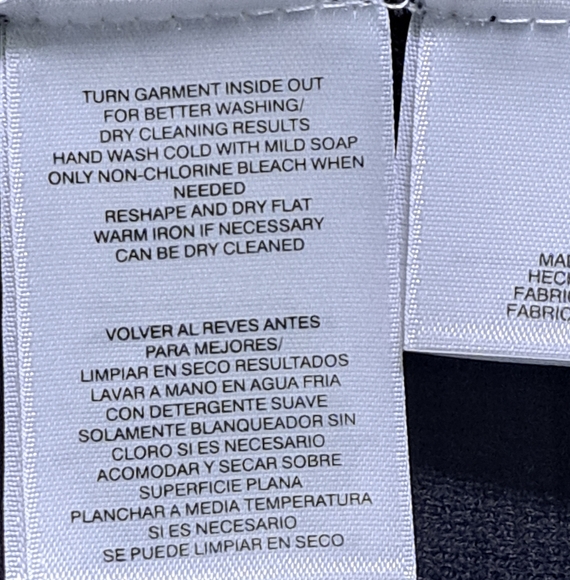 TURN GARMENT INSIDE OUT
FOR BETTER WASHING/
DRY CLEANING RESULTS
HAND WASH COLD WITH MILD SOAP
ONLY NON-CHLORINE BLEACH WHEN
NEEDED
RESHAPE AND DRY FLAT
WARM IRON IF NECESSARY
CAN BE DRY CLEANED
VOLVER AL REVES ANTES
PARA MEJORES/
LIMPIAR EN SECO RESULTADOS
LAVAR A MANO EN AGUA FRIA
CON DETERGENTE SUAVE
SOLAMENTE BLANQUEADOR SIN
CLORO SI ES NECESARIO
ACOMODAR Y SECAR SOBRE
SUPERFICIE PLANA
PLANCHAR A MEDIA TEMPERATURA
SI ES NECESARIO
SE PUEDE LIMPIAR EN SECO